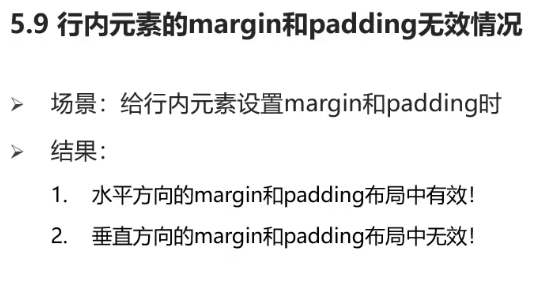 5.9 行内元素的margin和padding无效情况
➢ 场景：给行内元素设置margin和padding时
➢ 结果：
1. 水平方向的margin和padding布局中有效！
2. 垂直方向的margin和padding布局中无效！